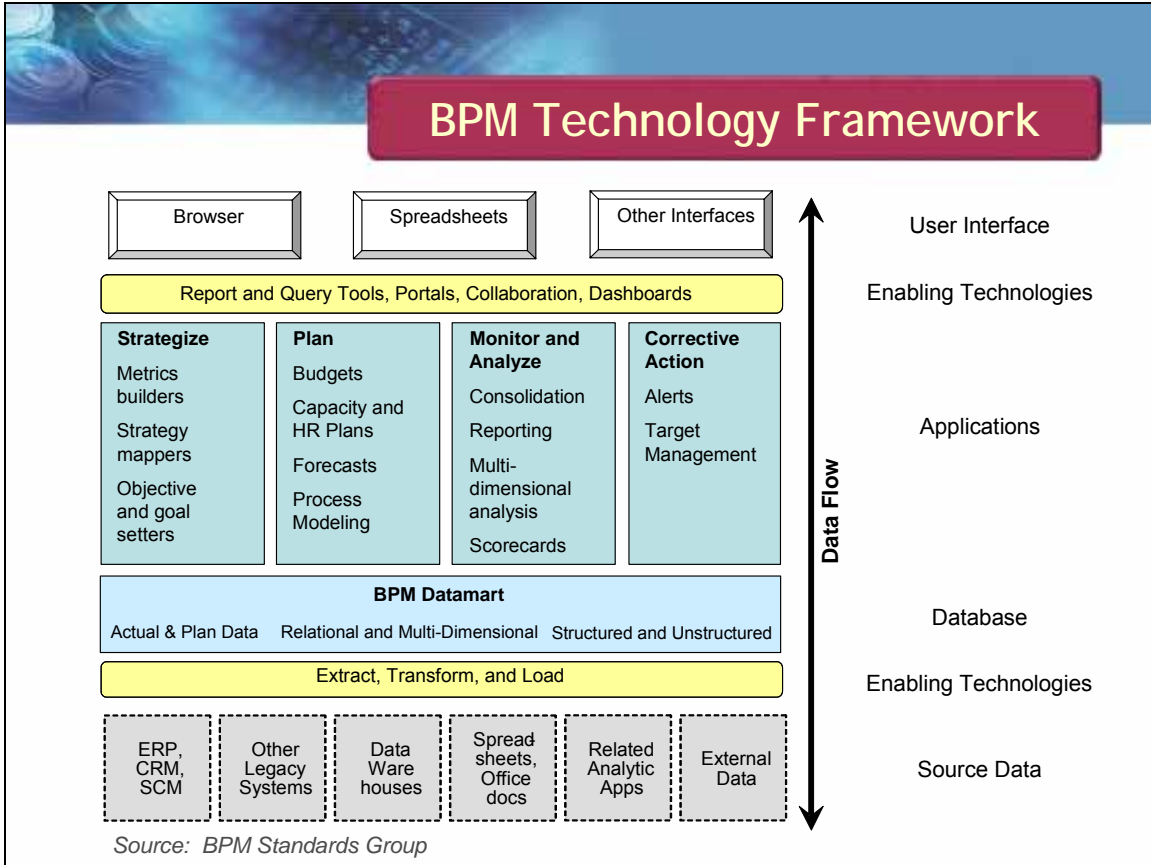 BPM Technology Framework
Browser
Spreadsheets
Other Interfaces
User Interface
Report and Query Tools, Portals, Collaboration, Dashboards
Enabling Technologies
Strategize
Metrics
builders
Strategy
mappers
Objective
and goal
setters
Plan
Budgets
Capacity and
HR Plans
Forecasts
Process
Modeling
Monitor and
Analyze
Consolidation
Reporting
Multi-
dimensional
analysis
Scorecards
Corrective
Action
Alerts
Target
Management
Applications
Data Flow
BPM Datamart
Actual & Plan Data
Relational and Multi-Dimensional
Structured and Unstructured
Database
Extract, Transform, and Load
Enabling Technologies
ERP,
CRM,
SCM
Other
Legacy
Systems
Data
Ware
houses
Spread-
sheets,
Office
docs
Related
Analytic
Apps
External
Data
Source Data
Source: BPM Standards Group